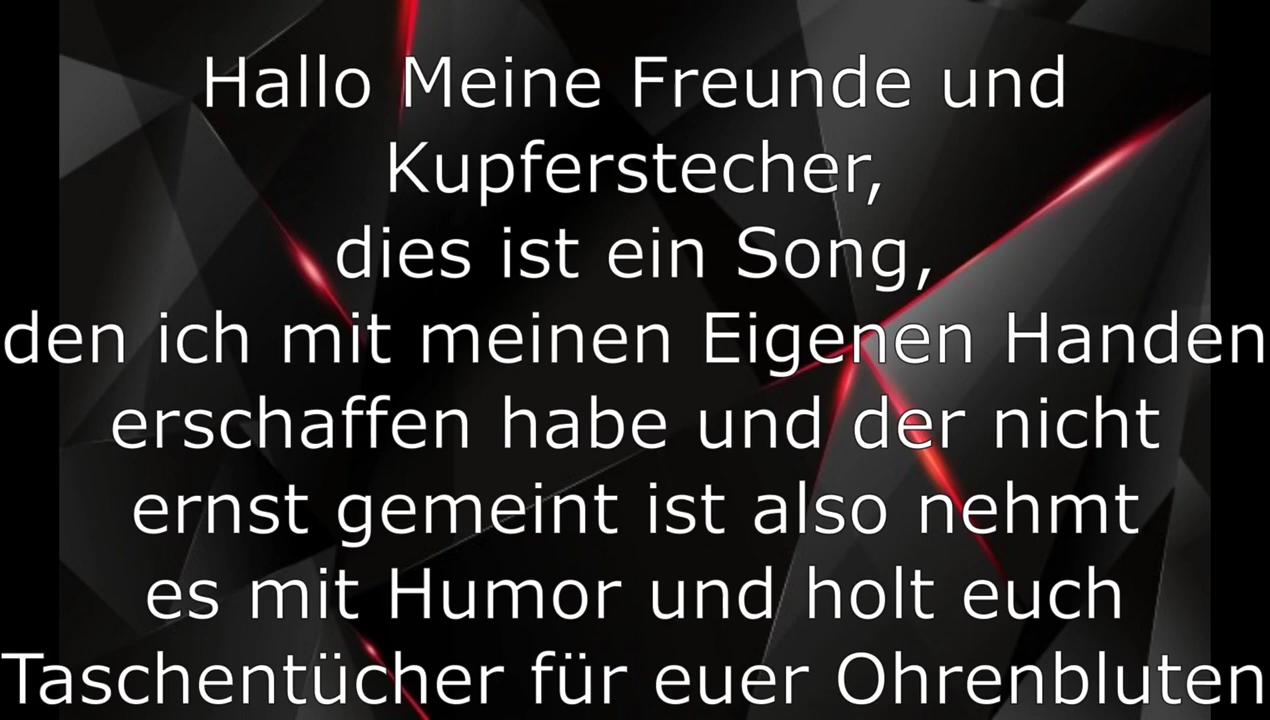 Hallo Meine Freunde und
Kupferstecher,
dies ist ein Song,
den ich mit meinen Eigenen Handen
erschaffen habe und der nicht
ernst gemeint ist also nehmt
es mit Humor und holt euch
Taschentücher für euer Ohrenbluten